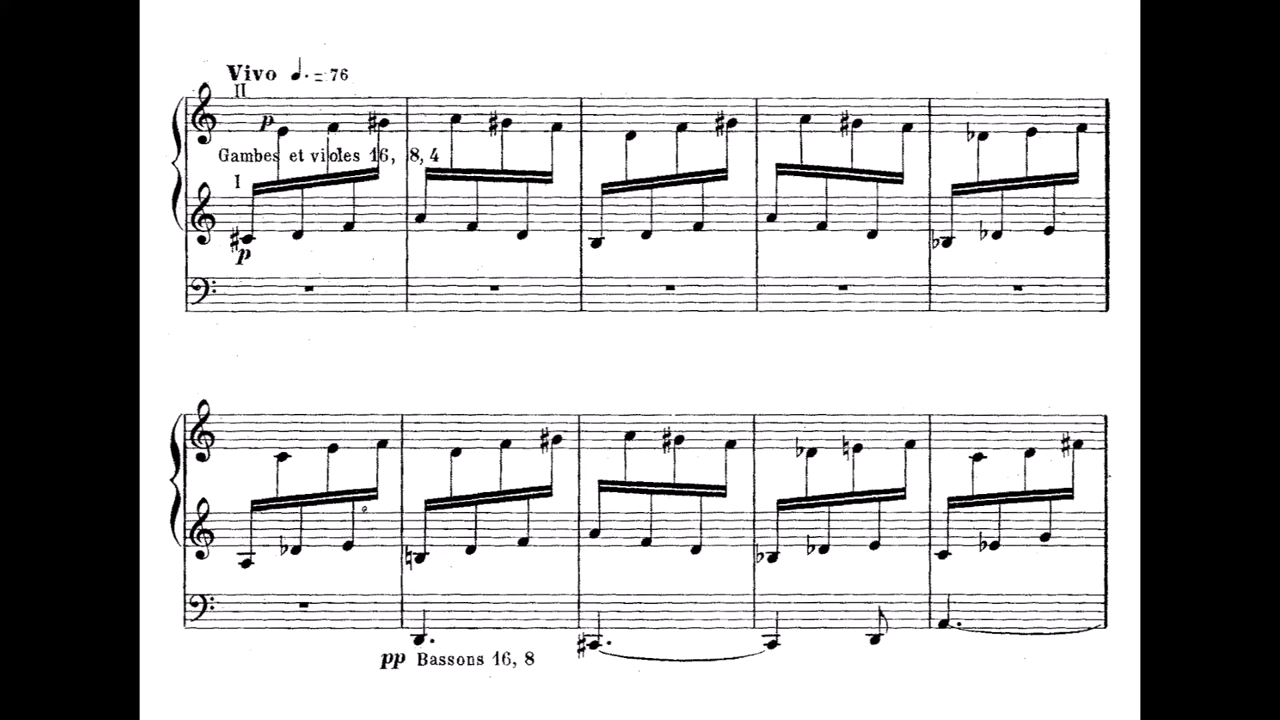 Vivo ♩. = 76
II
p
Gambes et violes 16, 8, 4
I
p
pp Bassons 16, 8